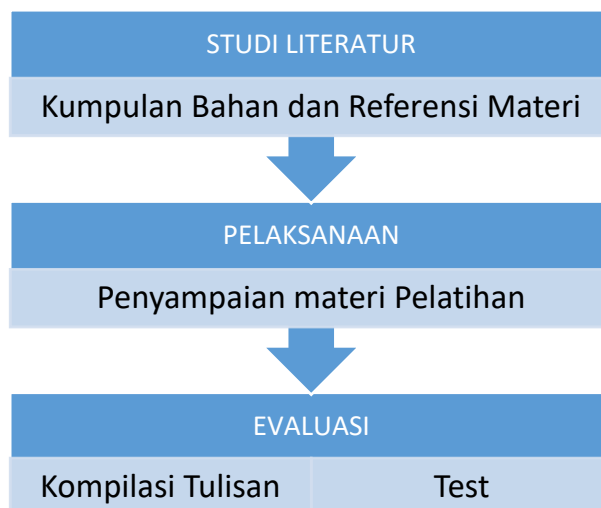 STUDI LITERATUR
Kumpulan Bahan dan Referensi Materi
PELAKSANAAN
Penyampaian materi Pelatihan
EVALUASI
Kompilasi Tulisan
Test